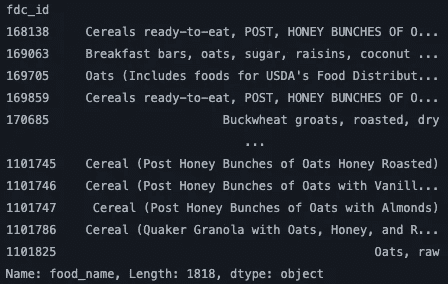 fdc_id
168138 Cereals ready-to-eat, POST, HONEY BUNCHES OF O...
169063 Breakfast bars, oats, sugar, raisins, coconut ...
169705 Oats (Includes foods for USDA's Food Distribut...
169859 Cereals ready-to-eat, POST, HONEY BUNCHES OF O...
170685 Buckwheat groats, roasted, dry
...
1101745 Cereal (Post Honey Bunches of Oats Honey Roasted)
1101746 Cereal (Post Honey Bunches of Oats with Vanill...
1101747 Cereal (Post Honey Bunches of Oats with Almonds)
1101786 Cereal (Quaker Granola with Oats, Honey, and R...
1101825 Oats, raw
Name: food_name, Length: 1818, dtype: object